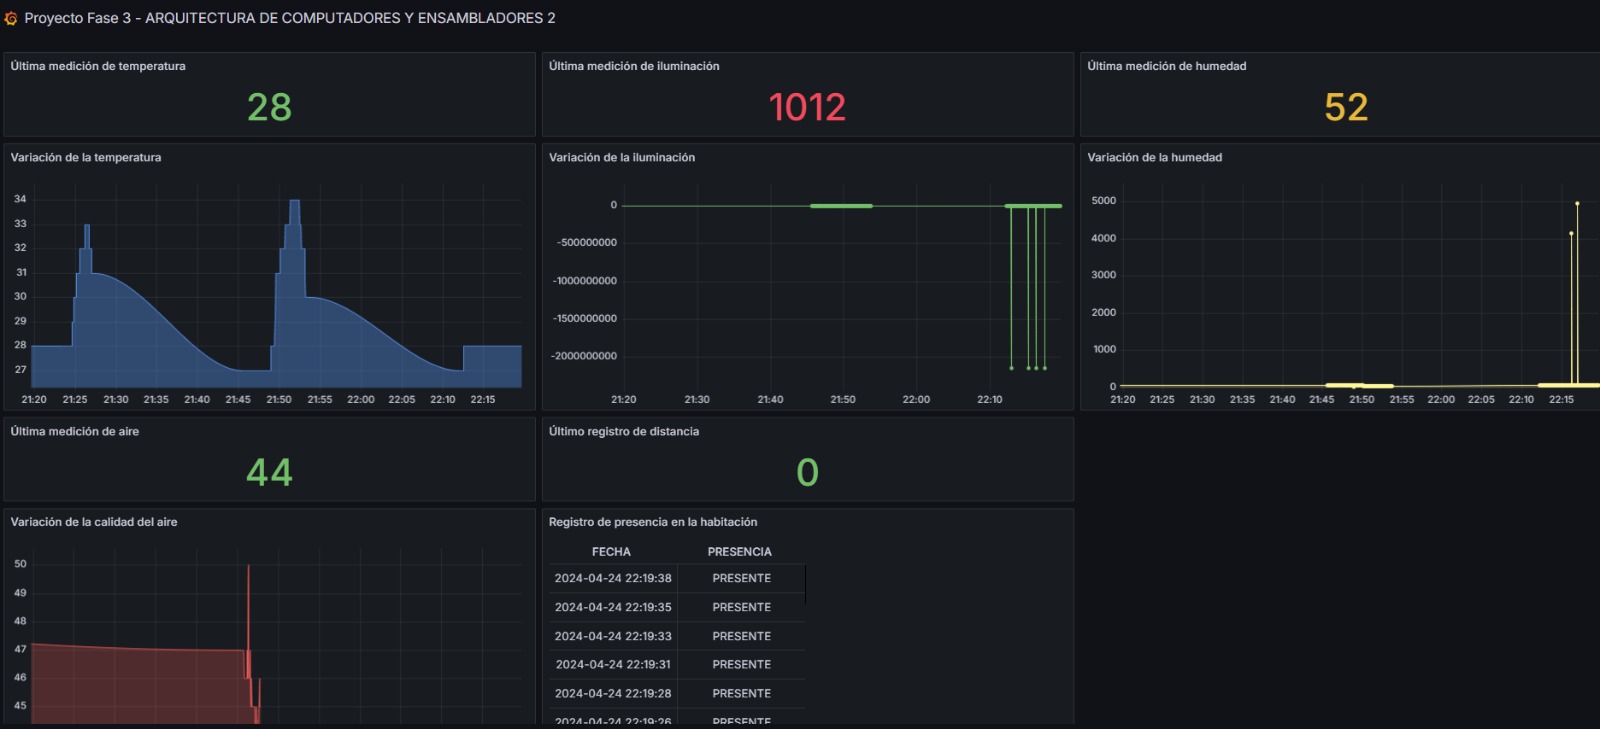 Proyecto Fase 3 - ARQUITECTURA DE COMPUTADORES Y ENSAMBLADORES 2
Última medición de temperatura
28
Última medición de iluminación
1012
Última medición de humedad
52
Variación de la temperatura
34
33
32
31
30
29
28
27
21:20 21:25 21:30 21:35 21:40 21:45 21:50 21:55 22:00 22:05 22:10 22:15
Variación de la iluminación
0
-500000000
-1000000000
-1500000000
-2000000000
21:20 21:30 21:40 21:50 22:00 22:10
Variación de la humedad
5000
4000
3000
2000
1000
0
21:20 21:25 21:30 21:35 21:40 21:45 21:50 21:55 22:00 22:05 22:10 22:15
Última medición de aire
44
Último registro de distancia
0
Variación de la calidad del aire
50
49
48
47
46
45
Registro de presencia en la habitación
FECHA PRESENCIA
2024-04-24 22:19:38 PRESENTE
2024-04-24 22:19:35 PRESENTE
2024-04-24 22:19:33 PRESENTE
2024-04-24 22:19:31 PRESENTE
2024-04-24 22:19:28 PRESENTE
2024-04-24 22:19:26 PRESENTE